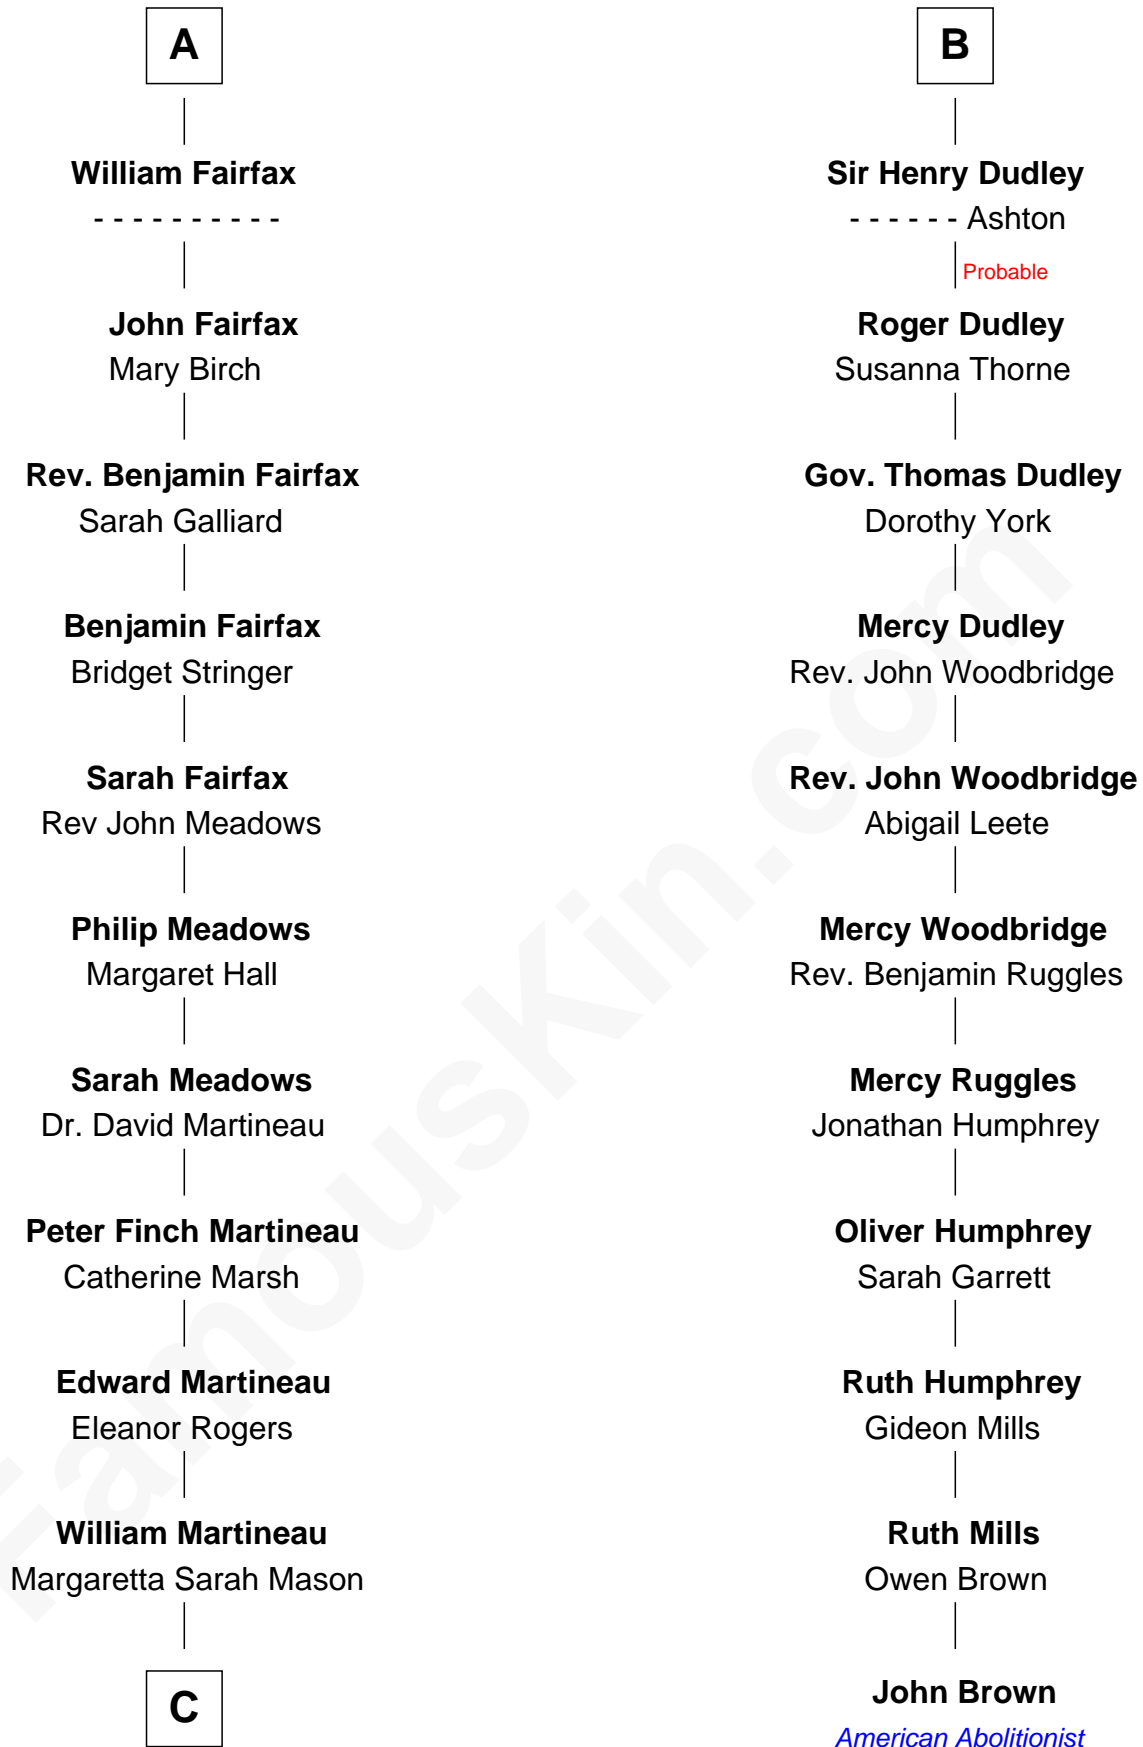 A
William Fairfax
- - - - - - - - - -
John Fairfax
Mary Birch
Rev. Benjamin Fairfax
Sarah Galliard
Benjamin Fairfax
Bridget Stringer
Sarah Fairfax
Rev John Meadows
Philip Meadows
Margaret Hall
Sarah Meadows
Dr. David Martineau
Peter Finch Martineau
Catherine Marsh
Edward Martineau
Eleanor Rogers
William Martineau
Margaretta Sarah Mason
C
B
Sir Henry Dudley
- - - - - - Ashton
Probable
Roger Dudley
Susanna Thorne
Gov. Thomas Dudley
Dorothy York
Mercy Dudley
Rev. John Woodbridge
Rev. John Woodbridge
Abigail Leete
Mercy Woodbridge
Rev. Benjamin Ruggles
Mercy Ruggles
Jonathan Humphrey
Oliver Humphrey
Sarah Garrett
Ruth Humphrey
Gideon Mills
Ruth Mills
Owen Brown
John Brown
American Abolitionist
FamousKin.com